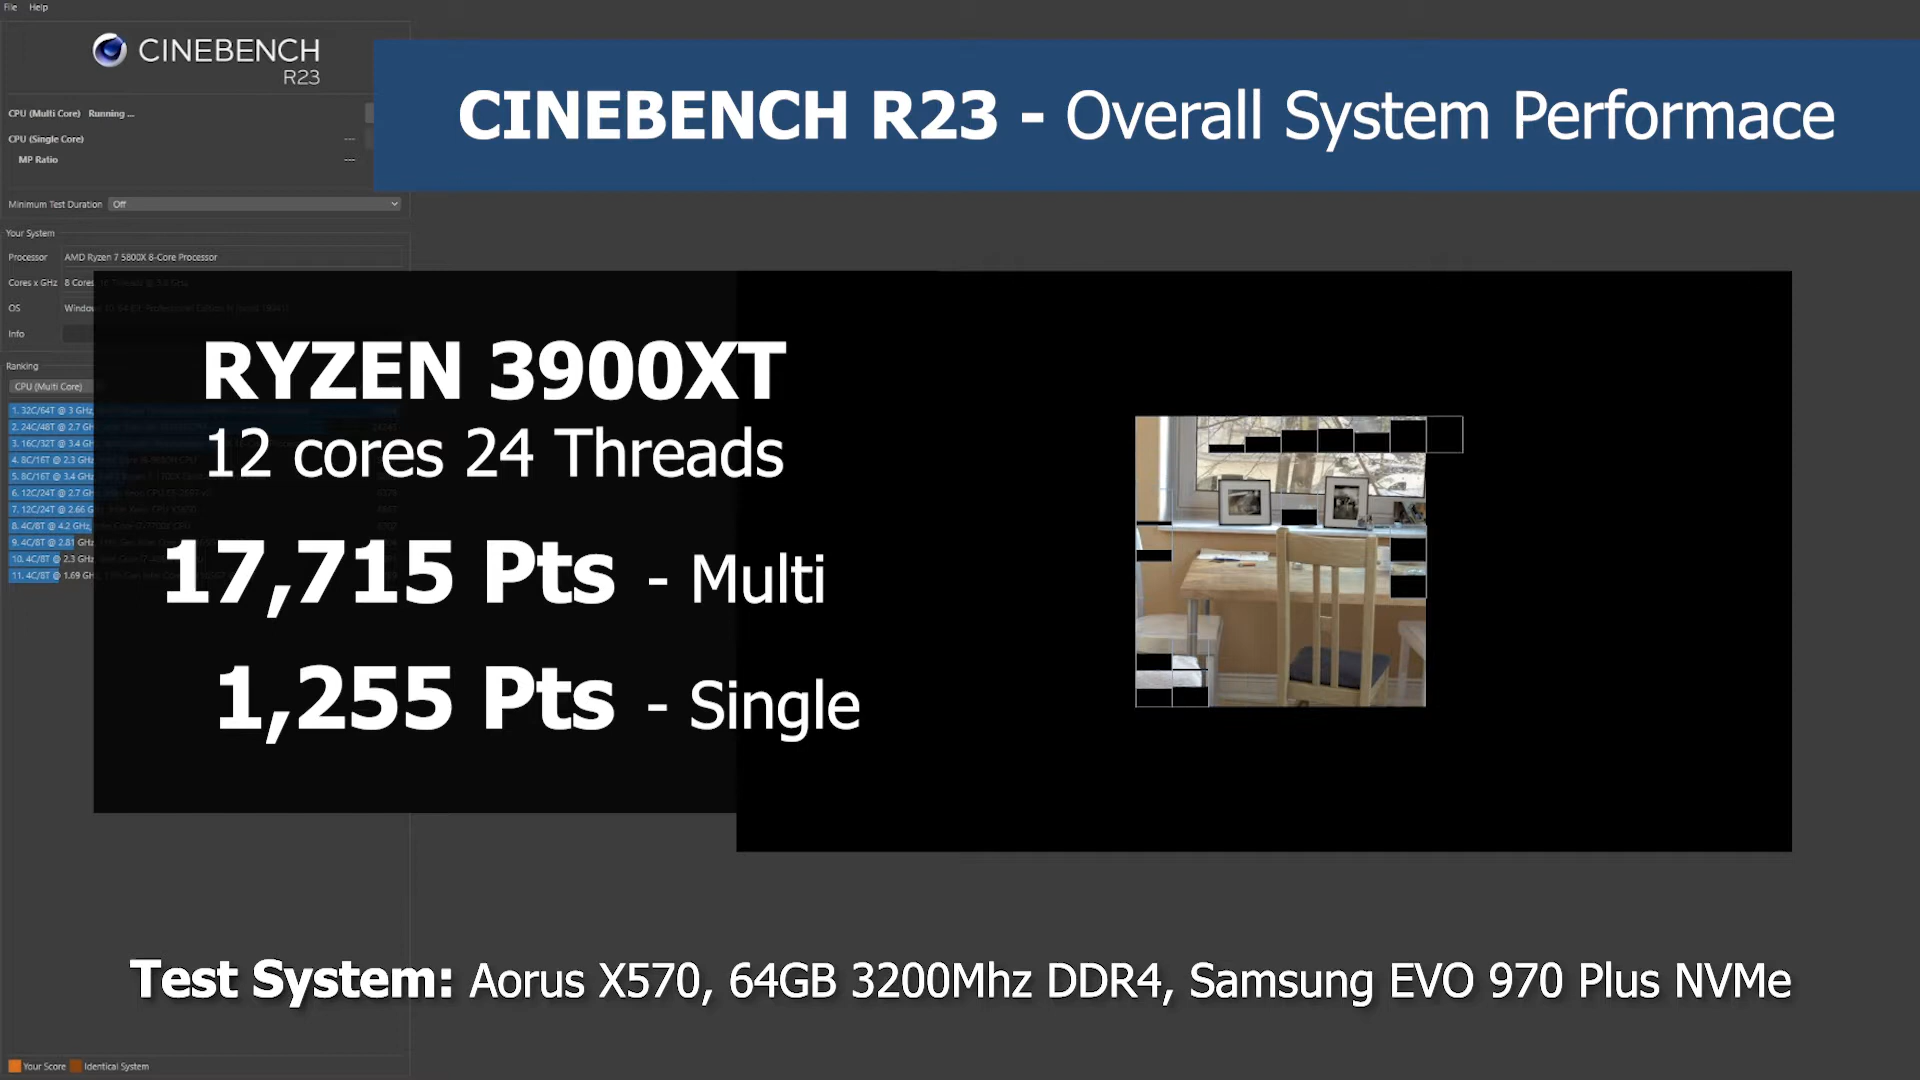 File Help
CINEBENCH
R23
CINEBENCH R23 - Overall System Performace
CPU (Multi Core) Running ...
CPU (Single Core) ---
MP Ratio ---
Minimum Test Duration Off
Your System
Processor AMD Ryzen 7 5800X 8-Core Processor
Cores x GHz 8 Cores
OS
Info
Ranking
CPU (Multi Core)
1. 32C/64T @ 3 GHz,
2. 24C/48T @ 2.7 G
3. 16C/32T @ 3.4 G
4. 8C/16T @ 2.3 GHz
5. 8C/16T @ 3.4 GHz
6. 12C/24T @ 2.7 GH
7. 12C/24T @ 2.66 G
8. 4C/8T @ 4.2 GHz,
9. 4C/8T @ 2.81 GHz
10. 4C/8T @ 2.3 GHz
11. 4C/8T @ 1.69 GHz
RYZEN 3900XT
12 cores 24 Threads
17,715 Pts - Multi
1,255 Pts - Single
Test System: Aorus X570, 64GB 3200Mhz DDR4, Samsung EVO 970 Plus NVMe
Your Score Identical System